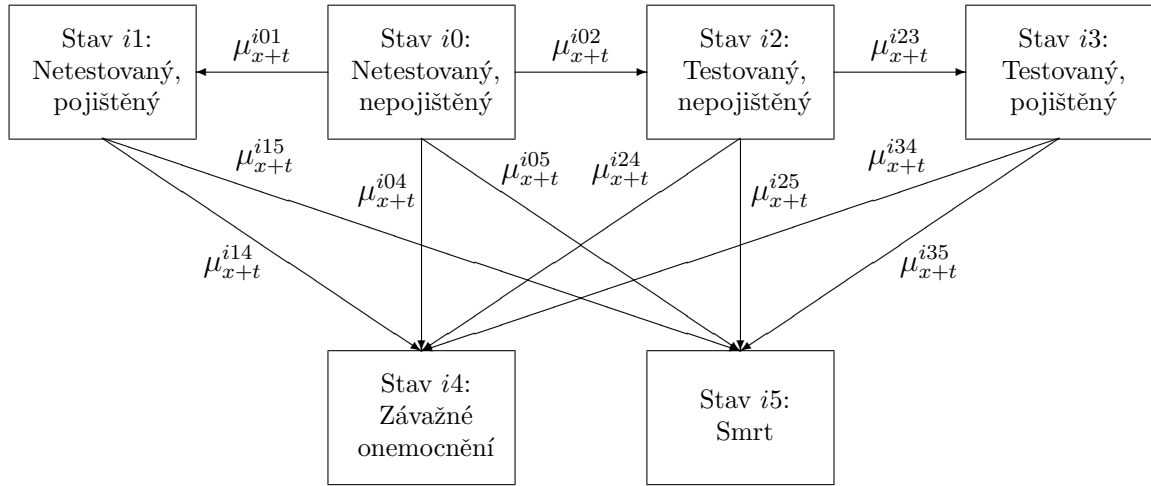 Stav i1:
Netestovaný,
pojištěný
μ^{i01}_{x+t}
Stav i0:
Netestovaný,
nepojištěný
μ^{i02}_{x+t}
Stav i2:
Testovaný,
nepojištěný
μ^{i23}_{x+t}
Stav i3:
Testovaný,
pojištěný
μ^{i15}_{x+t}
μ^{i04}_{x+t}
μ^{i05}_{x+t}
μ^{i24}_{x+t}
μ^{i25}_{x+t}
μ^{i34}_{x+t}
μ^{i14}_{x+t}
μ^{i35}_{x+t}
Stav i4:
Závažné
onemocnění
Stav i5:
Smrt